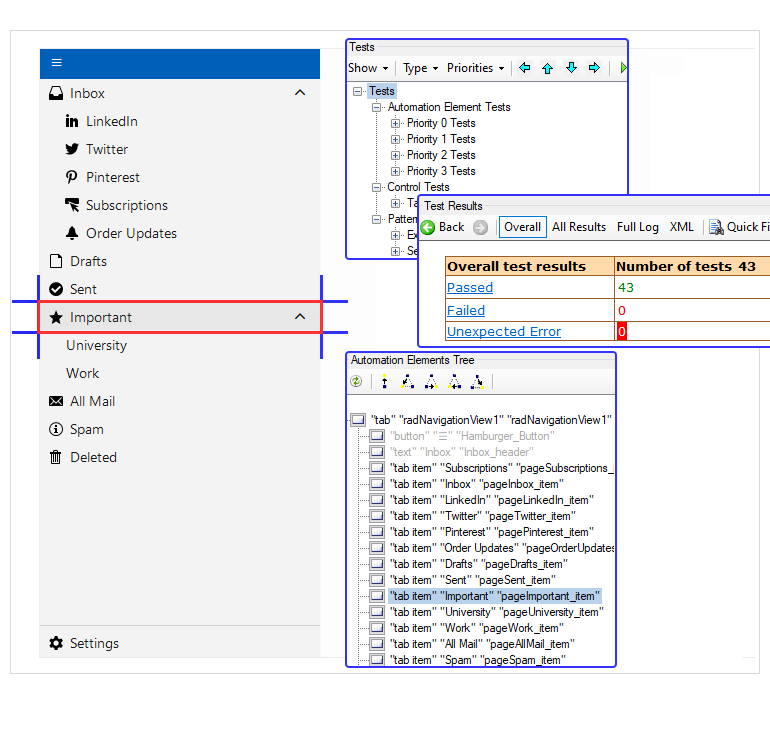 Inbox
LinkedIn
Twitter
Pinterest
Subscriptions
Order Updates
Drafts
Sent
Important
University
Work
All Mail
Spam
Deleted
Settings
Tests
Show Type Priorities
Tests
Automation Element Tests
Priority 0 Tests
Priority 1 Tests
Priority 2 Tests
Priority 3 Tests
Control Tests
Ta
Pattern
Ex
Se
Test Results
Back Overall All Results Full Log XML Quick Fi
Overall test results Number of tests 43
Passed 43
Failed 0
Unexpected Error 0
Automation Elements Tree
"tab" "radNavigationView1" "radNavigationView1"
"button" "☰" "Hamburger_Button"
"text" "Inbox" "Inbox_header"
"tab item" "Subscriptions" "pageSubscriptions_
"tab item" "Inbox" "pageInbox_item"
"tab item" "LinkedIn" "pageLinkedIn_item"
"tab item" "Twitter" "pageTwitter_item"
"tab item" "Pinterest" "pagePinterest_item"
"tab item" "Order Updates" "pageOrderUpdates
"tab item" "Drafts" "pageDrafts_item"
"tab item" "Sent" "pageSent_item"
"tab item" "Important" "pageImportant_item"
"tab item" "University" "pageUniversity_item"
"tab item" "Work" "pageWork_item"
"tab item" "All Mail" "pageAllMail_item"
"tab item" "Spam" "pageSpam_item"